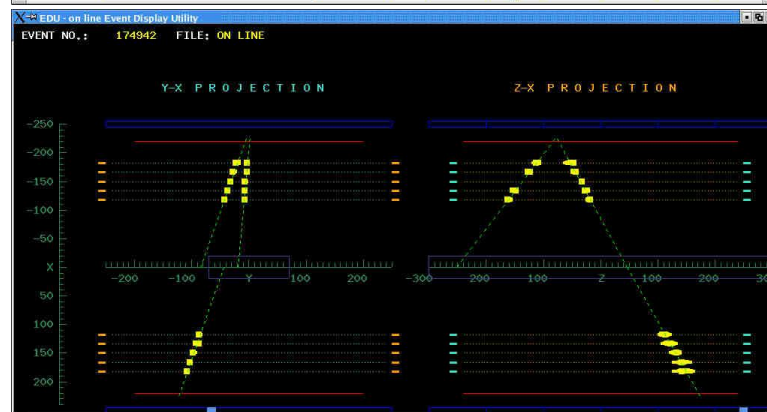 EDU - on line Event Display Utility
EVENT NO.: 174942 FILE: ON LINE
Y-X PROJECTION Z-X PROJECTION
-250
-200
-150
-100
-50
X
-200 -100 Y 100 200 -300 200 100 Z 100 200 30
50
100
150
200